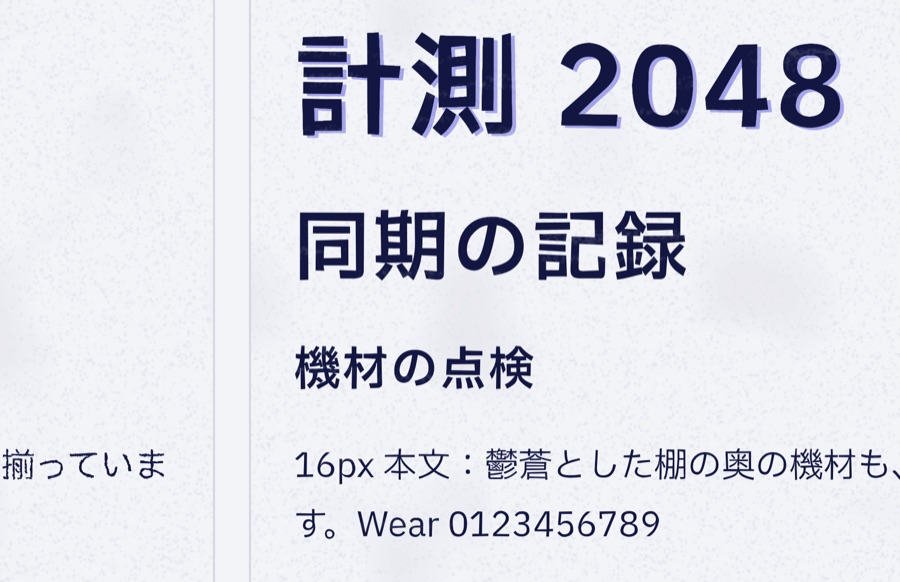 揃っていま
計測 2048
同期の記録
機材の点検
16px 本文：鬱蒼とした棚の奥の機材も、
す。Wear 0123456789